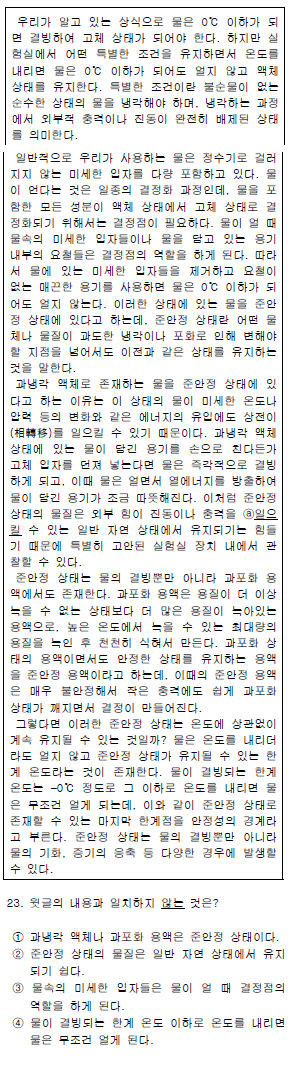 우리가 알고 있는 상식으로 물은 0℃ 이하가 되
면 결빙하여 고체 상태가 되어야 한다. 하지만 실
험실에서 어떤 특별한 조건을 유지하면서 온도를
내리면 물은 0℃ 이하가 되어도 얼지 않고 액체
상태를 유지한다. 특별한 조건이란 불순물이 없는
순수한 상태의 물을 냉각해야 하며, 냉각하는 과정
에서 외부적 충격이나 진동이 완전히 배제된 상태
를 의미한다.
일반적으로 우리가 사용하는 물은 정수기로 걸러
지지 않는 미세한 입자를 다량 포함하고 있다. 물
이 언다는 것은 일종의 결정화 과정인데, 물을 포
함한 모든 성분이 액체 상태에서 고체 상태로 결
정화되기 위해서는 결정점이 필요하다. 물이 얼 때
물속의 미세한 입자들이나 물을 담고 있는 용기
내부의 요철들은 결정점의 역할을 하게 된다. 따라
서 물에 있는 미세한 입자들을 제거하고 요철이
없는 매끈한 용기를 사용하면 물은 0℃ 이하가 되
어도 얼지 않는다. 이러한 상태에 있는 물을 준안
정 상태에 있다고 하는데, 준안정 상태란 어떤 물
체나 물질이 과도한 냉각이나 포화로 인해 변해야
할 지점을 넘어서도 이전과 같은 상태를 유지하는
것을 말한다.
과냉각 액체로 존재하는 물을 준안정 상태에 있
다고 하는 이유는 이 상태의 물이 미세한 온도나
압력 등의 변화와 같은 에너지의 유입에도 상전이
(相轉移)를 일으킬 수 있기 때문이다. 과냉각 액체
상태에 있는 물이 담긴 용기를 손으로 친다든가
고체 입자를 던져 넣는다면 물은 즉각적으로 결빙
하게 되고, 이때 물은 얼면서 열에너지를 방출하여
물이 담긴 용기가 조금 따뜻해진다. 이처럼 준안정
상태의 물질은 외부 힘이 진동이나 충격을 ⓐ일으
킬 수 있는 일반 자연 상태에서 유지되기는 힘들
기 때문에 특별히 고안된 실험실 장치 내에서 관
찰할 수 있다.
준안정 상태는 물의 결빙뿐만 아니라 과포화 용
액에서도 존재한다. 과포화 용액은 용질이 더 이상
녹을 수 없는 상태보다 더 많은 용질이 녹아있는
용액으로, 높은 온도에서 녹을 수 있는 최대량의
용질을 녹인 후 천천히 식혀서 만든다. 과포화 상
태의 용액이면서도 안정한 상태를 유지하는 용액
을 준안정 용액이라고 하는데, 이때의 준안정 용액
은 매우 불안정해서 작은 충격에도 쉽게 과포화
상태가 깨지면서 결정이 만들어진다.
그렇다면 이러한 준안정 상태는 온도에 상관없이
계속 유지될 수 있는 것일까? 물은 온도를 내리더
라도 얼지 않고 준안정 상태가 유지될 수 있는 한
계 온도라는 것이 존재한다. 물이 결빙되는 한계
온도는 -0℃ 정도로 그 이하로 온도를 내리면 물
은 무조건 얼게 되는데, 이와 같이 준안정 상태로
존재할 수 있는 마지막 한계점을 안정성의 경계라
고 부른다. 준안정 상태는 물의 결빙뿐만 아니라
물의 기화, 증기의 응축 등 다양한 경우에 발생할
수 있다.
23. 윗글의 내용과 일치하지 않는 것은?
① 과냉각 액체나 과포화 용액은 준안정 상태이다.
② 준안정 상태의 물질은 일반 자연 상태에서 유지
되기 쉽다.
③ 물속의 미세한 입자들은 물이 얼 때 결정점의
역할을 하게 된다.
④ 물이 결빙되는 한계 온도 이하로 온도를 내리면
물은 무조건 얼게 된다.